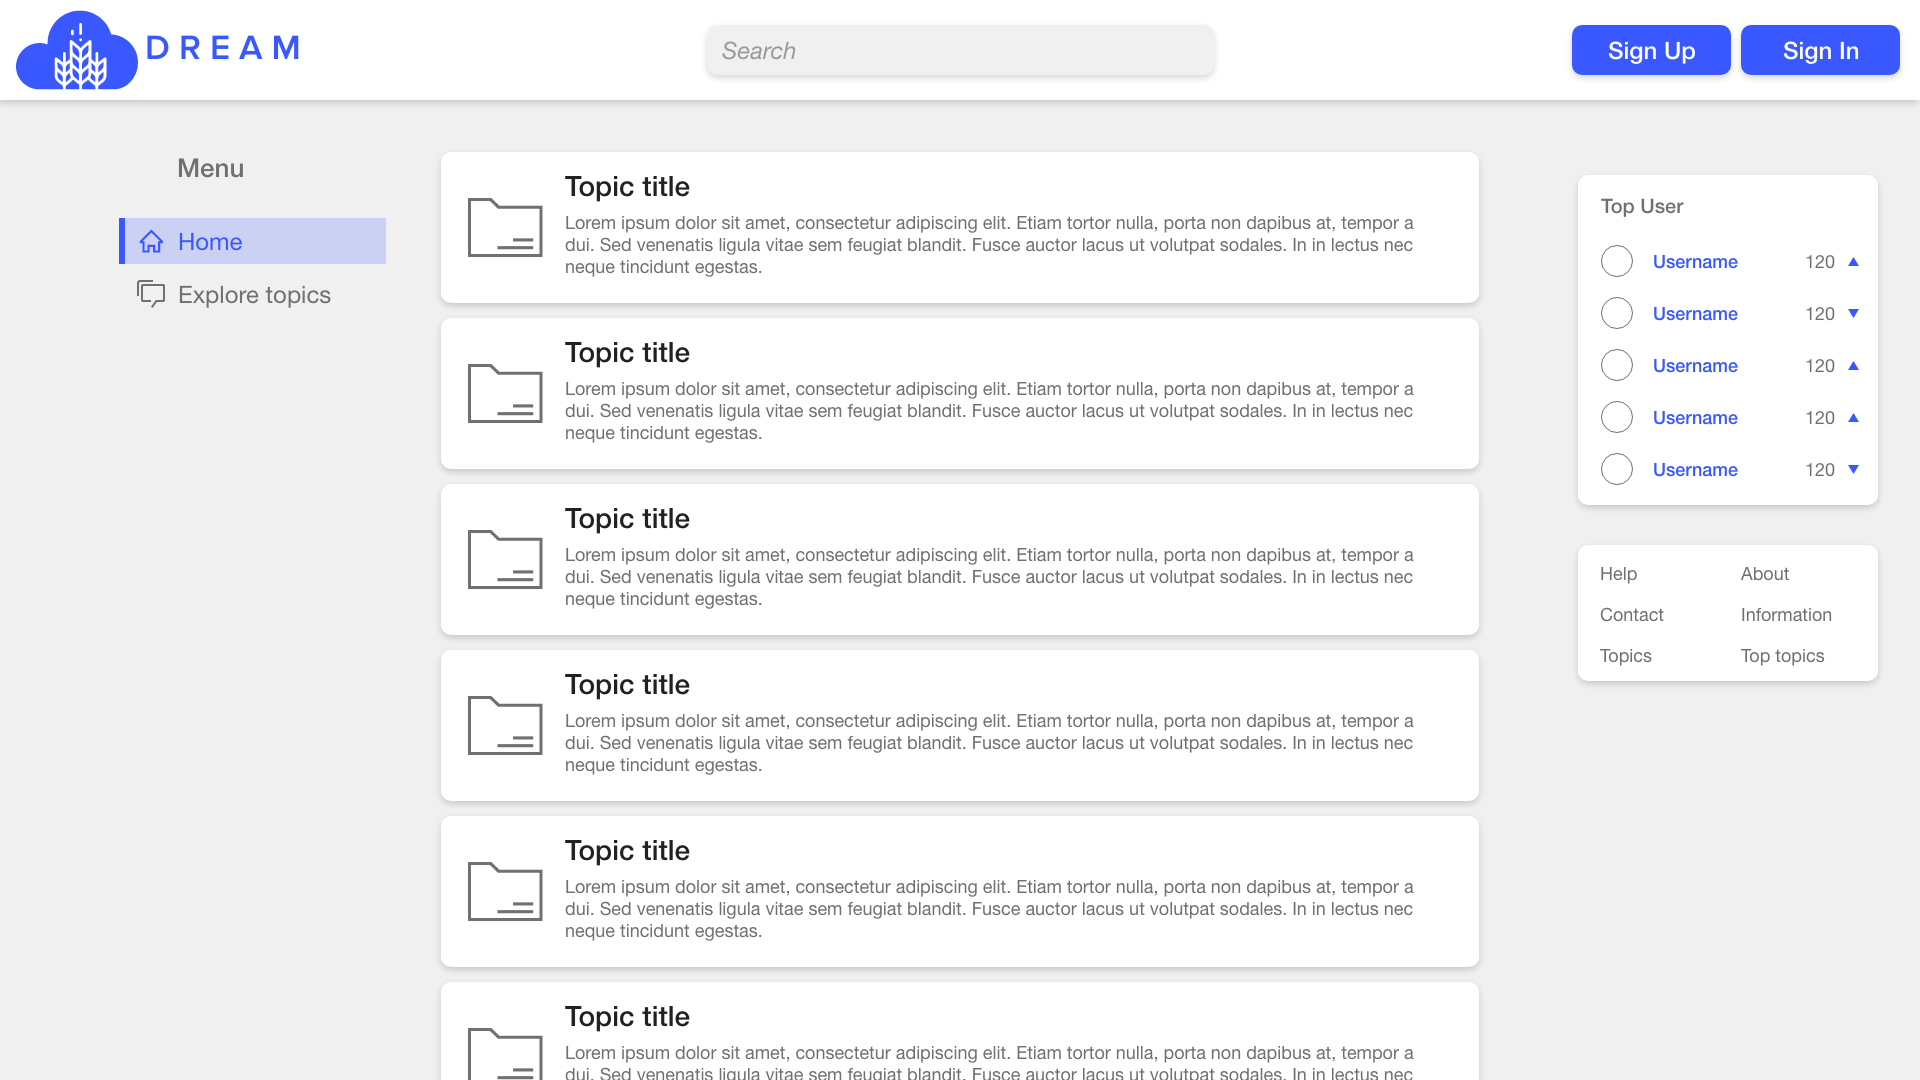 DREAM
Search
Sign Up
Sign In
Menu
Home
Explore topics
Topic title
Lorem ipsum dolor sit amet, consectetur adipiscing elit. Etiam tortor nulla, porta non dapibus at, tempor a
dui. Sed venenatis ligula vitae sem feugiat blandit. Fusce auctor lacus ut volutpat sodales. In in lectus nec
neque tincidunt egestas.
Topic title
Lorem ipsum dolor sit amet, consectetur adipiscing elit. Etiam tortor nulla, porta non dapibus at, tempor a
dui. Sed venenatis ligula vitae sem feugiat blandit. Fusce auctor lacus ut volutpat sodales. In in lectus nec
neque tincidunt egestas.
Topic title
Lorem ipsum dolor sit amet, consectetur adipiscing elit. Etiam tortor nulla, porta non dapibus at, tempor a
dui. Sed venenatis ligula vitae sem feugiat blandit. Fusce auctor lacus ut volutpat sodales. In in lectus nec
neque tincidunt egestas.
Topic title
Lorem ipsum dolor sit amet, consectetur adipiscing elit. Etiam tortor nulla, porta non dapibus at, tempor a
dui. Sed venenatis ligula vitae sem feugiat blandit. Fusce auctor lacus ut volutpat sodales. In in lectus nec
neque tincidunt egestas.
Topic title
Lorem ipsum dolor sit amet, consectetur adipiscing elit. Etiam tortor nulla, porta non dapibus at, tempor a
dui. Sed venenatis ligula vitae sem feugiat blandit. Fusce auctor lacus ut volutpat sodales. In in lectus nec
neque tincidunt egestas.
Topic title
Lorem ipsum dolor sit amet, consectetur adipiscing elit. Etiam tortor nulla, porta non dapibus at, tempor a
dui. Sed venenatis ligula vitae sem feugiat blandit. Fusce auctor lacus ut volutpat sodales. In in lectus nec
Top User
Username 120 ▲
Username 120 ▼
Username 120 ▲
Username 120 ▲
Username 120 ▼
Help About
Contact Information
Topics Top topics